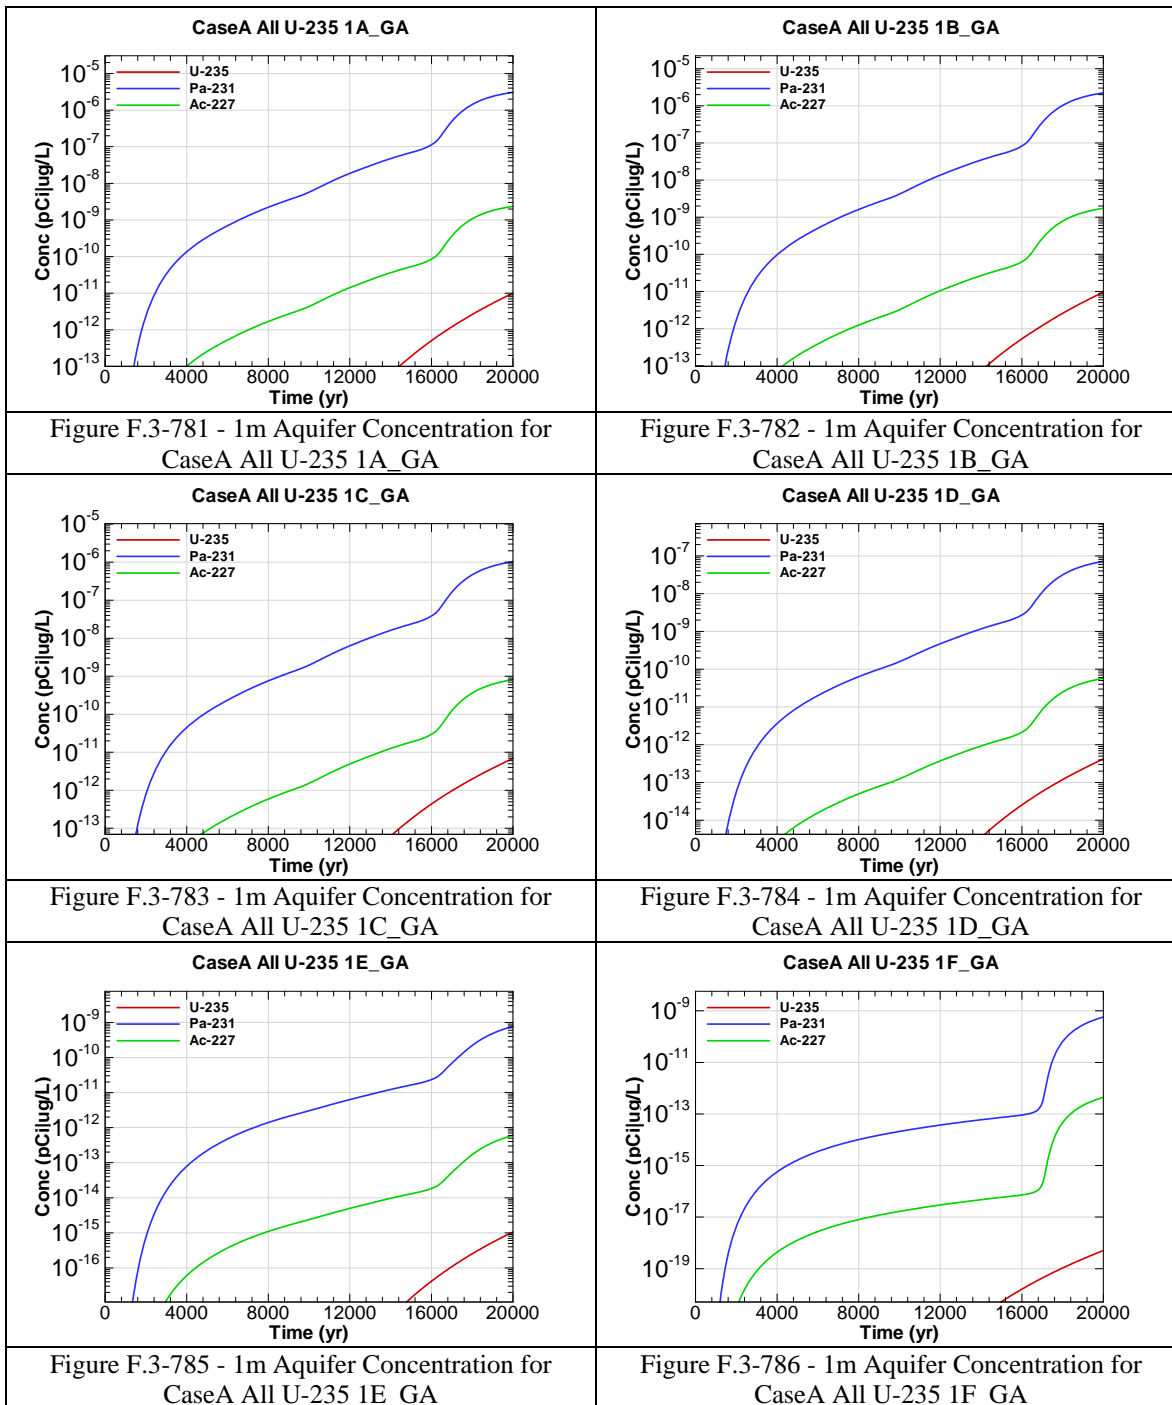 CaseA All U-235 1A_GA
U-235
Pa-231
Ac-227
Conc (pCi|ug/L)
10-5
10-6
10-7
10-8
10-9
10-10
10-11
10-12
10-13
0 4000 8000 12000 16000 20000
Time (yr)
Figure F.3-781 - 1m Aquifer Concentration for
CaseA All U-235 1A_GA
CaseA All U-235 1B_GA
U-235
Pa-231
Ac-227
Conc (pCi|ug/L)
10-5
10-6
10-7
10-8
10-9
10-10
10-11
10-12
10-13
0 4000 8000 12000 16000 20000
Time (yr)
Figure F.3-782 - 1m Aquifer Concentration for
CaseA All U-235 1B_GA
CaseA All U-235 1C_GA
U-235
Pa-231
Ac-227
Conc (pCi|ug/L)
10-5
10-6
10-7
10-8
10-9
10-10
10-11
10-12
10-13
0 4000 8000 12000 16000 20000
Time (yr)
Figure F.3-783 - 1m Aquifer Concentration for
CaseA All U-235 1C_GA
CaseA All U-235 1D_GA
U-235
Pa-231
Ac-227
Conc (pCi|ug/L)
10-7
10-8
10-9
10-10
10-11
10-12
10-13
10-14
0 4000 8000 12000 16000 20000
Time (yr)
Figure F.3-784 - 1m Aquifer Concentration for
CaseA All U-235 1D_GA
CaseA All U-235 1E_GA
U-235
Pa-231
Ac-227
Conc (pCi|ug/L)
10-9
10-10
10-11
10-12
10-13
10-14
10-15
10-16
0 4000 8000 12000 16000 20000
Time (yr)
Figure F.3-785 - 1m Aquifer Concentration for
CaseA All U-235 1E_GA
CaseA All U-235 1F_GA
U-235
Pa-231
Ac-227
Conc (pCi|ug/L)
10-9
10-11
10-13
10-15
10-17
10-19
0 4000 8000 12000 16000 20000
Time (yr)
Figure F.3-786 - 1m Aquifer Concentration for
CaseA All U-235 1F_GA